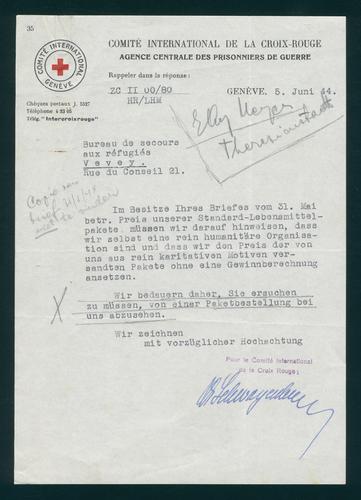 35
COMITÉ INTERNATIONAL
GENÈVE
COMITÉ INTERNATIONAL DE LA CROIX-ROUGE
AGENCE CENTRALE DES PRISONNIERS DE GUERRE
Rappeler dans la réponse :
ZC II 00/80
HR/LHM
GENÈVE, 5. Juni 44.
Chèques postaux I. 5527
Téléphone 4 23 05
Télég. "Intercroixrouge"
Elly Meyer
Theresienstadt
Bureau de secours
aux réfugiés
Vevey.
Rue du Conseil 21.
Im Besitze Ihres Briefes vom 31. Mai
betr. Preis unserer Standard-Lebensmittel-
pakete, müssen wir darauf hinweisen, dass
wir selbst eine rein humanitäre Organisa-
tion sind und dass wir den Preis der von
uns aus rein karitativen Motiven ver-
sandten Pakete ohne eine Gewinnberechnung
ansetzen.
X
Wir bedauern daher, Sie ersuchen
zu müssen, von einer Paketbestellung bei
uns abzusehen.
Wir zeichnen
mit vorzüglicher Hochachtung
Pour le Comité International
de la Croix Rouge :